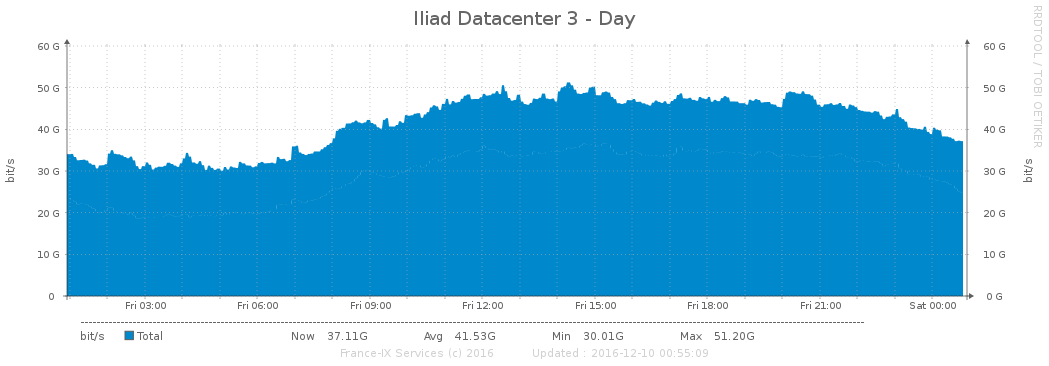 Iliad Datacenter 3 - Day
RRDTOOL / TOBI OETIKER
60 G 60 G
50 G 50 G
40 G 40 G
30 G 30 G
20 G 20 G
10 G 10 G
0 0 G
bit/s bit/s
Fri 03:00 Fri 06:00 Fri 09:00 Fri 12:00 Fri 15:00 Fri 18:00 Fri 21:00 Sat 00:00
bit/s Total Now 37.11G Avg 41.53G Min 30.01G Max 51.20G
France-IX Services (c) 2016 Updated : 2016-12-10 00:55:09